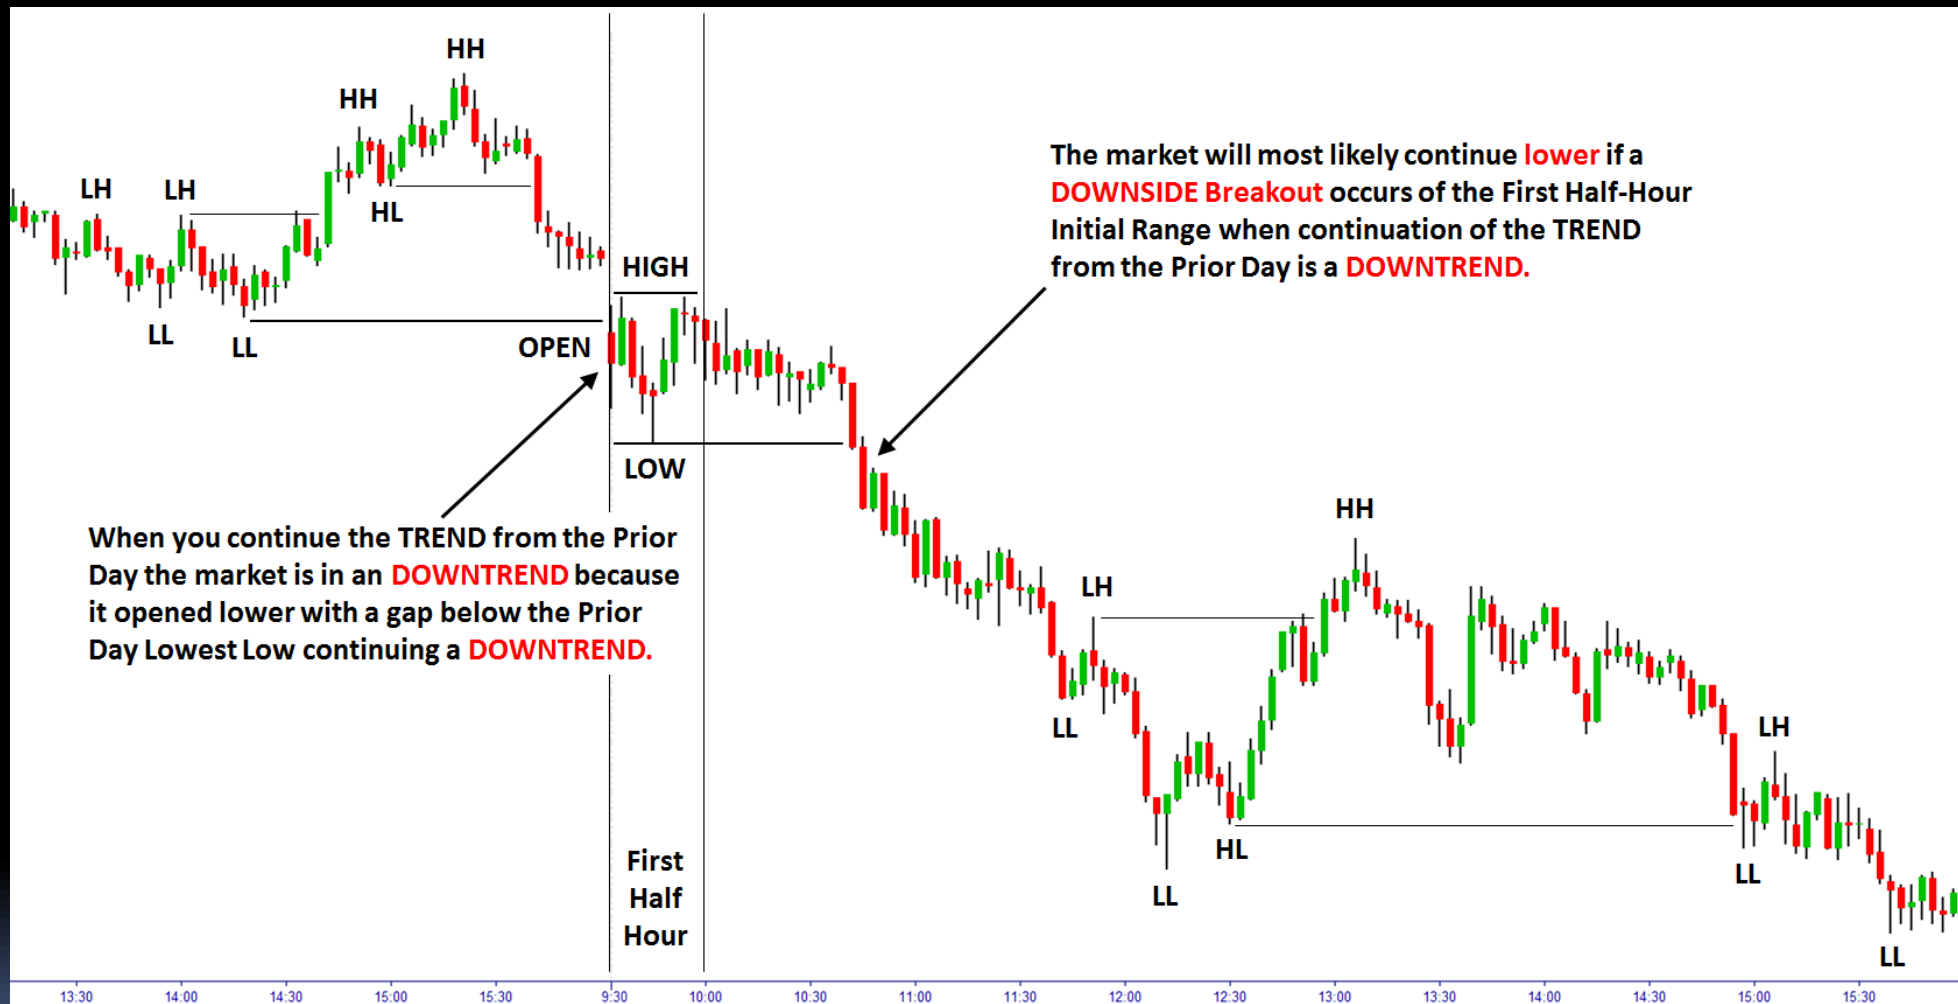 HH
HH
LH
LH
HL
LL
LL
HIGH
OPEN
LOW
The market will most likely continue lower if a
DOWNSIDE Breakout occurs of the First Half-Hour
Initial Range when continuation of the TREND
from the Prior Day is a DOWNTREND.
When you continue the TREND from the Prior
Day the market is in an DOWNTREND because
it opened lower with a gap below the Prior
Day Lowest Low continuing a DOWNTREND.
HH
LH
LL
LH
HL
LL
LL
LL
First
Half
Hour
13:30 14:00 14:30 15:00 15:30 9:30 10:00 10:30 11:00 11:30 12:00 12:30 13:00 13:30 14:00 14:30 15:00 15:30